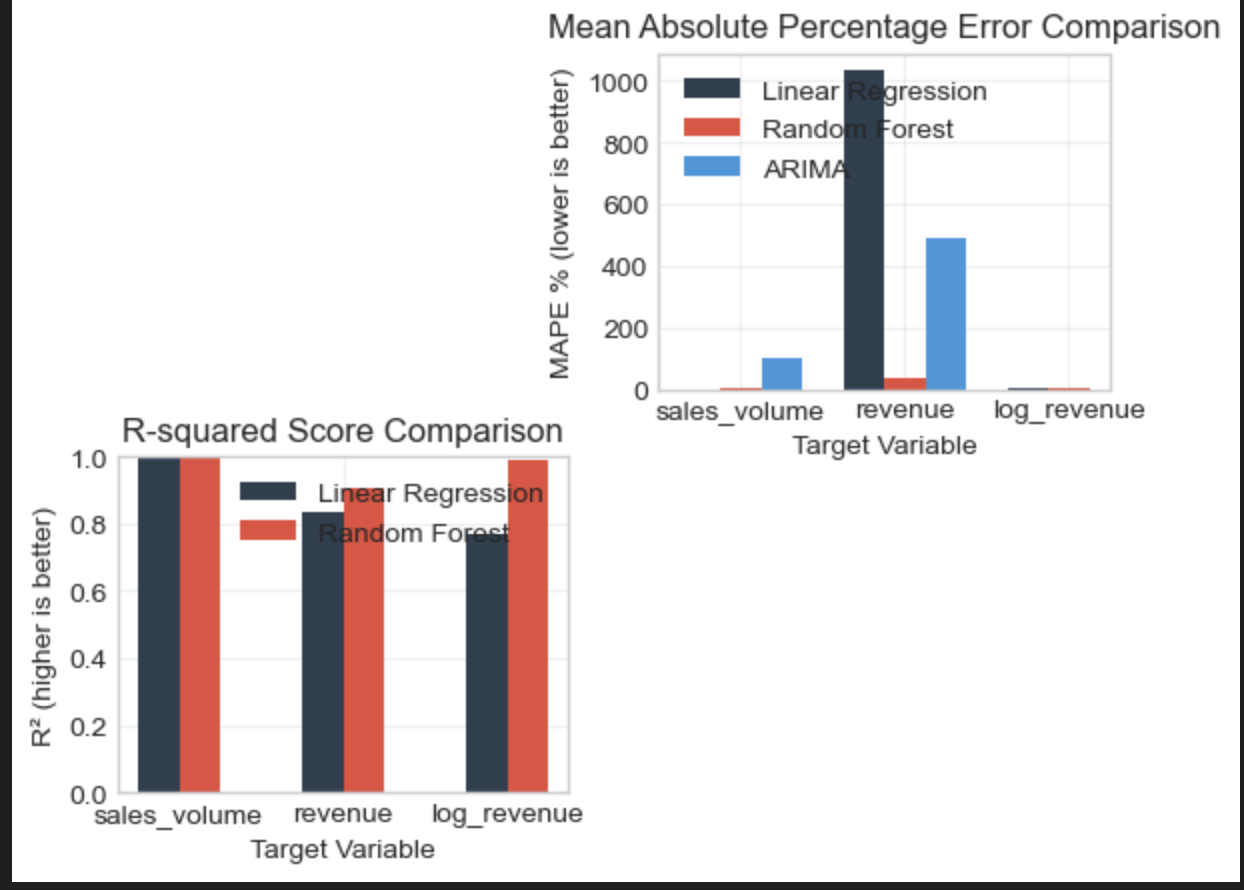 Mean Absolute Percentage Error Comparison
MAPE % (lower is better)
1000
800
600
400
200
0
Linear Regression
Random Forest
ARIMA
sales_volume
revenue
log_revenue
Target Variable
R-squared Score Comparison
R² (higher is better)
1.0
0.8
0.6
0.4
0.2
0.0
Linear Regression
Random Forest
sales_volume
revenue
log_revenue
Target Variable